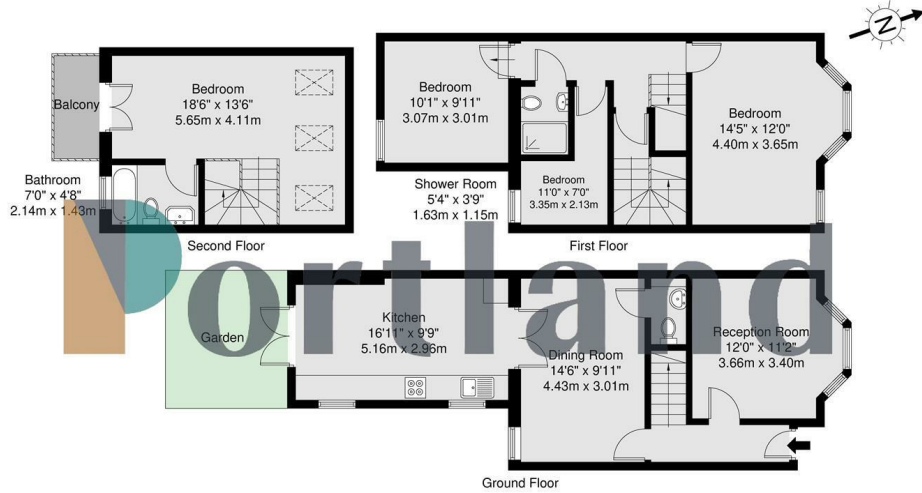 N
Bedroom
18'6" x 13'6"
5.65m x 4.11m
Balcony
Bathroom
7'0" x 4'8"
2.14m x 1.43m
Second Floor
Bedroom
10'1" x 9'11"
3.07m x 3.01m
Bedroom
14'5" x 12'0"
4.40m x 3.65m
Shower Room
5'4" x 3'9"
1.63m x 1.15m
Bedroom
11'0" x 7'0"
3.35m x 2.13m
First Floor
Portland
Garden
Kitchen
16'11" x 9'9"
5.16m x 2.96m
Dining Room
14'6" x 9'11"
4.43m x 3.01m
Reception Room
12'0" x 11'2"
3.66m x 3.40m
Ground Floor